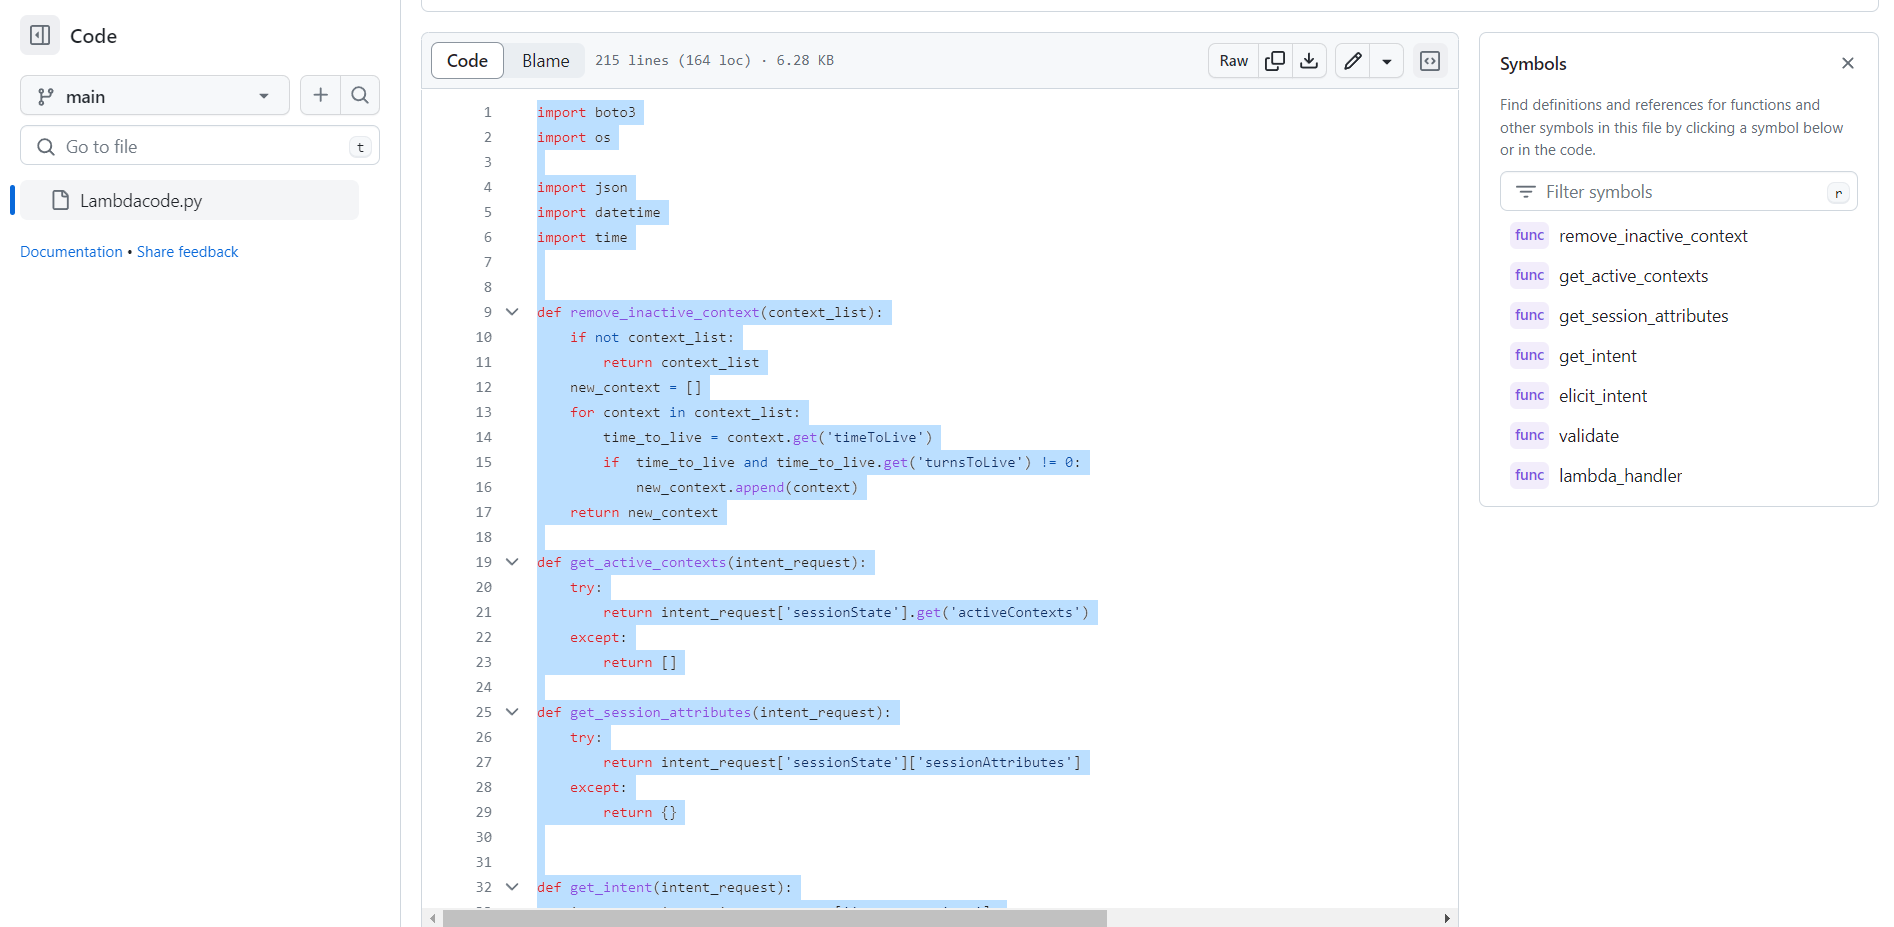 Code
main
Go to file
t
Lambdacode.py
Documentation • Share feedback
Code Blame 215 lines (164 loc) · 6.28 KB Raw
1 import boto3
2 import os
3
4 import json
5 import datetime
6 import time
7
8
9 def remove_inactive_context(context_list):
10     if not context_list:
11         return context_list
12     new_context = []
13     for context in context_list:
14         time_to_live = context.get('timeToLive')
15         if  time_to_live and time_to_live.get('turnsToLive') != 0:
16             new_context.append(context)
17     return new_context
18
19 def get_active_contexts(intent_request):
20     try:
21         return intent_request['sessionState'].get('activeContexts')
22     except:
23         return []
24
25 def get_session_attributes(intent_request):
26     try:
27         return intent_request['sessionState']['sessionAttributes']
28     except:
29         return {}
30
31
32 def get_intent(intent_request):
Symbols
Find definitions and references for functions and
other symbols in this file by clicking a symbol below
or in the code.
Filter symbols
r
func remove_inactive_context
func get_active_contexts
func get_session_attributes
func get_intent
func elicit_intent
func validate
func lambda_handler